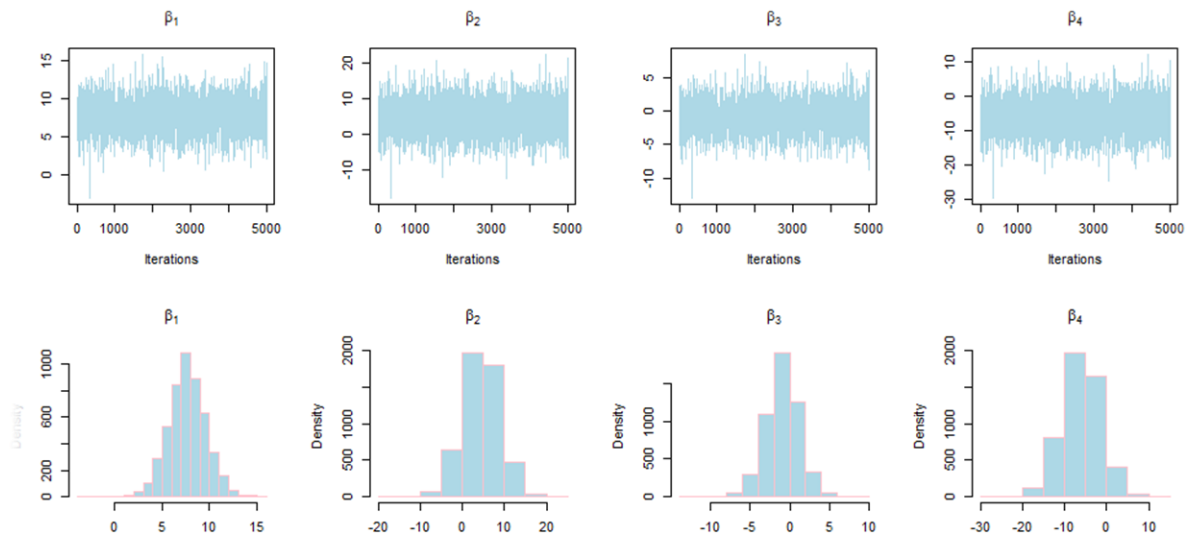 β1 β2 β3 β4
15 10 5 0
20 10 0 -10
5 0 -5 -10
10 0 -10 -20 -30
0 1000 3000 5000 0 1000 3000 5000 0 1000 3000 5000 0 1000 3000 5000
Iterations Iterations Iterations Iterations
β1 β2 β3 β4
Density Density Density Density
1000 600 200 0
2000 1000 500 0
1000 500 0
2000 1000 500 0
0 5 10 15 -20 -10 0 10 20 -10 -5 0 5 10 -30 -20 -10 0 10